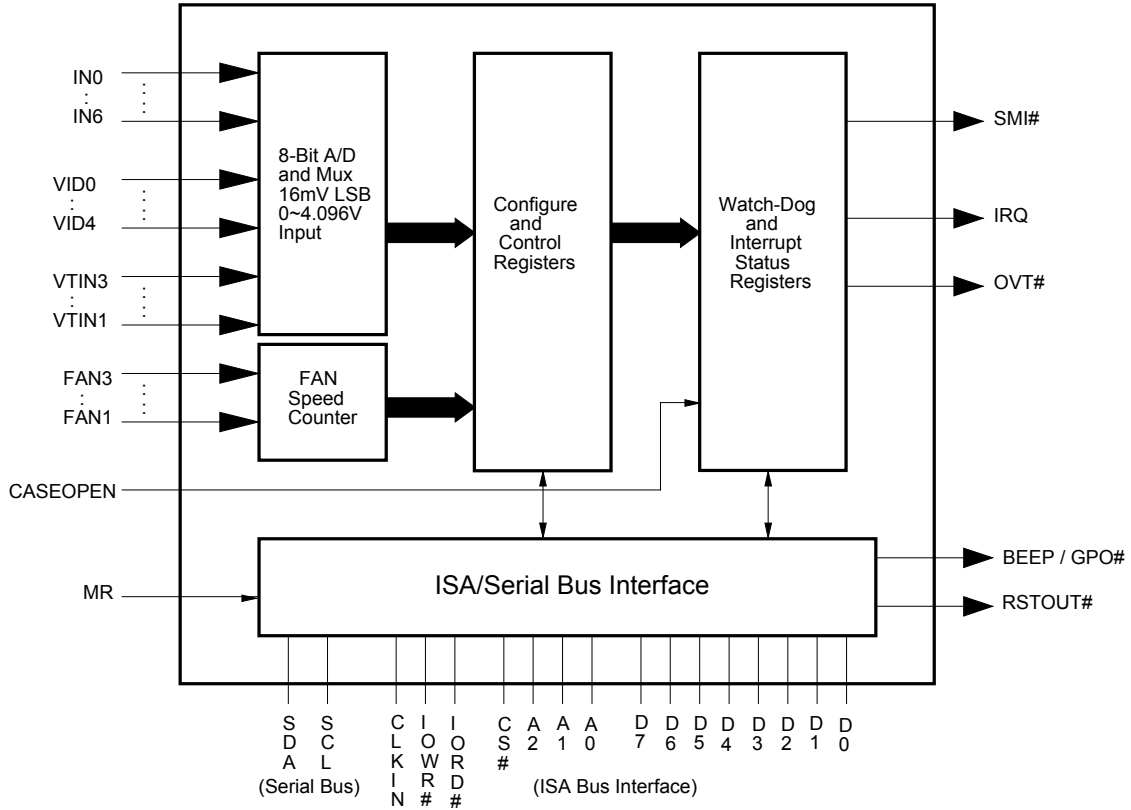 IN0
IN6
VID0
VID4
VTIN3
VTIN1
FAN3
FAN1
CASEOPEN
MR
8-Bit A/D
and Mux
16mV LSB
0~4.096V
Input
FAN
Speed
Counter
Configure
and
Control
Registers
Watch-Dog
and
Interrupt
Status
Registers
SMI#
IRQ
OVT#
ISA/Serial Bus Interface
BEEP / GPO#
RSTOUT#
SDA
SCL
CLKIN
IOWR#
IORD#
CS#
A2
A1
A0
D7
D6
D5
D4
D3
D2
D1
D0
(Serial Bus)
(ISA Bus Interface)